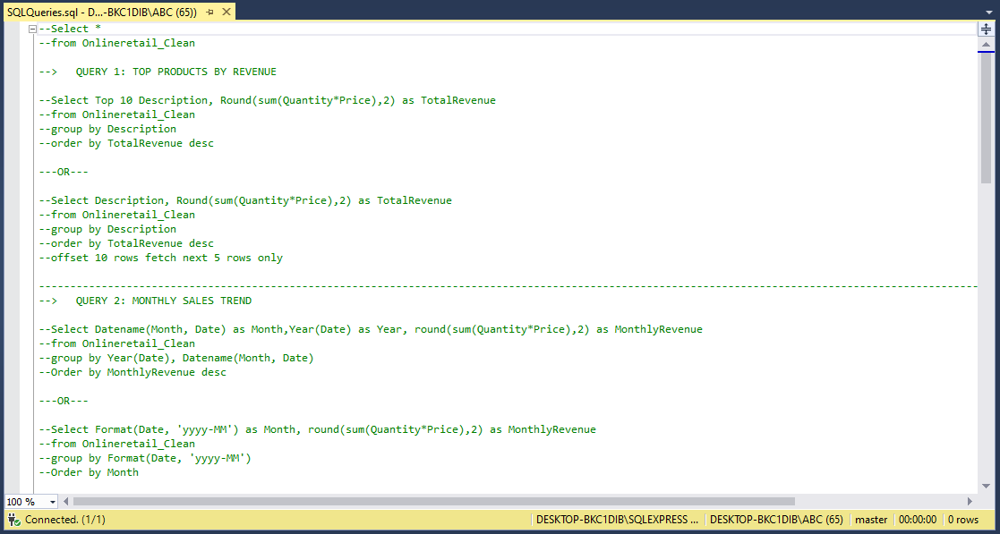 SQLQueries.sql - D...-BKC1DIB\ABC (65))
--Select *
--from Onlineretail_Clean
-->   QUERY 1: TOP PRODUCTS BY REVENUE
--Select Top 10 Description, Round(sum(Quantity*Price),2) as TotalRevenue
--from Onlineretail_Clean
--group by Description
--order by TotalRevenue desc
---OR---
--Select Description, Round(sum(Quantity*Price),2) as TotalRevenue
--from Onlineretail_Clean
--group by Description
--order by TotalRevenue desc
--offset 10 rows fetch next 5 rows only
------------------------------------------------------------------------------------------------------------------------------------------------------
-->   QUERY 2: MONTHLY SALES TREND
--Select Datename(Month, Date) as Month,Year(Date) as Year, round(sum(Quantity*Price),2) as MonthlyRevenue
--from Onlineretail_Clean
--group by Year(Date), Datename(Month, Date)
--Order by MonthlyRevenue desc
---OR---
--Select Format(Date, 'yyyy-MM') as Month, round(sum(Quantity*Price),2) as MonthlyRevenue
--from Onlineretail_Clean
--group by Format(Date, 'yyyy-MM')
--Order by Month
100 %
Connected. (1/1) DESKTOP-BKC1DIB\SQLEXPRESS ... DESKTOP-BKC1DIB\ABC (65) master 00:00:00 0 rows